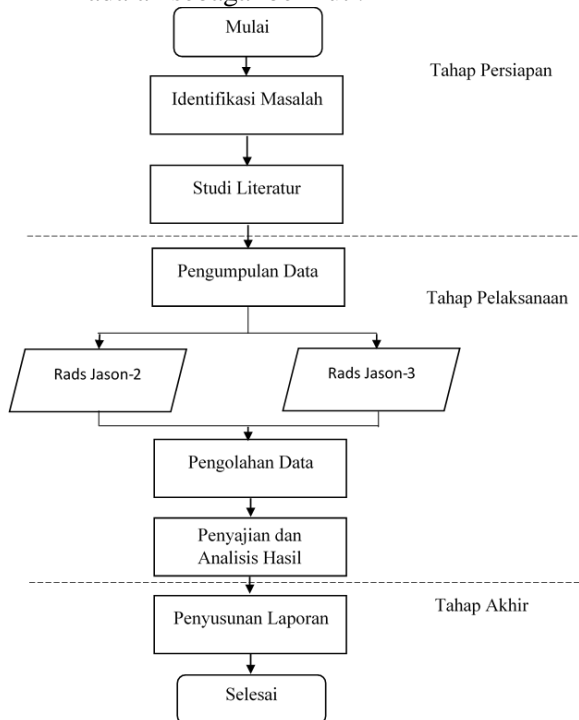 Mulai
Tahap Persiapan
Identifikasi Masalah
Studi Literatur
Pengumpulan Data
Tahap Pelaksanaan
Rads Jason-2
Rads Jason-3
Pengolahan Data
Penyajian dan
Analisis Hasil
Tahap Akhir
Penyusunan Laporan
Selesai